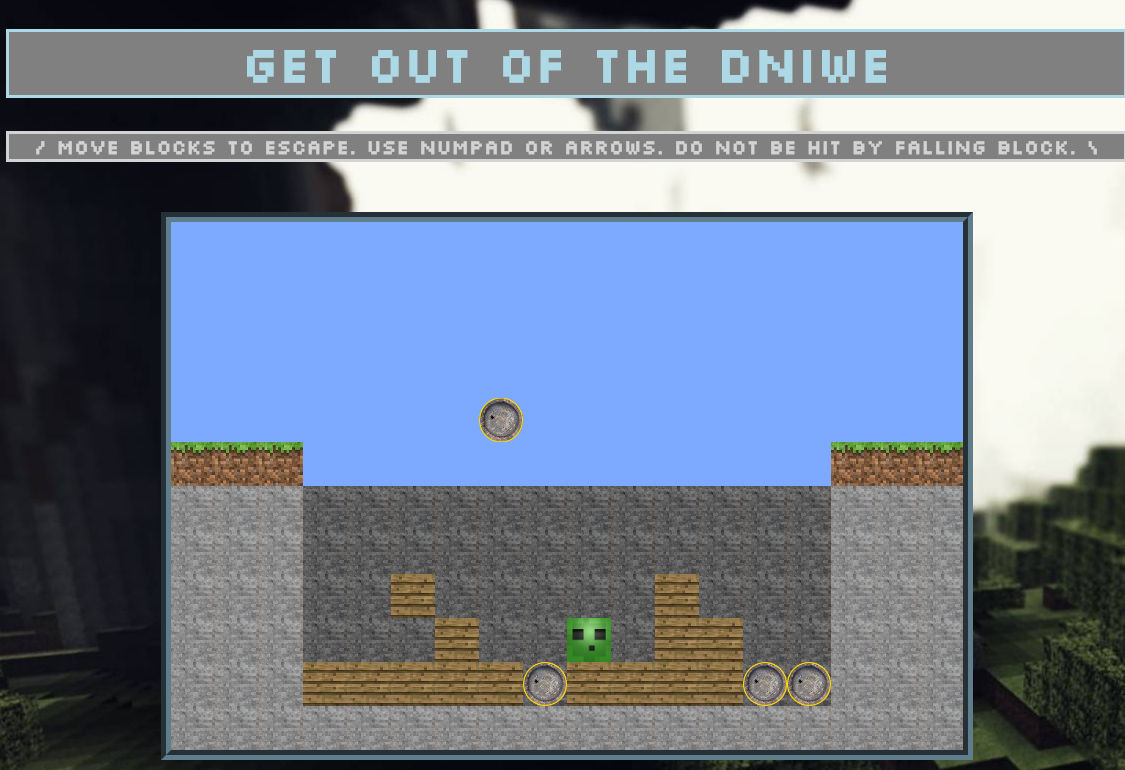 GET OUT OF THE DNIWE
/ MOVE BLOCKS TO ESCAPE. USE NUMPAD OR ARROWS. DO NOT BE HIT BY FALLING BLOCK. \